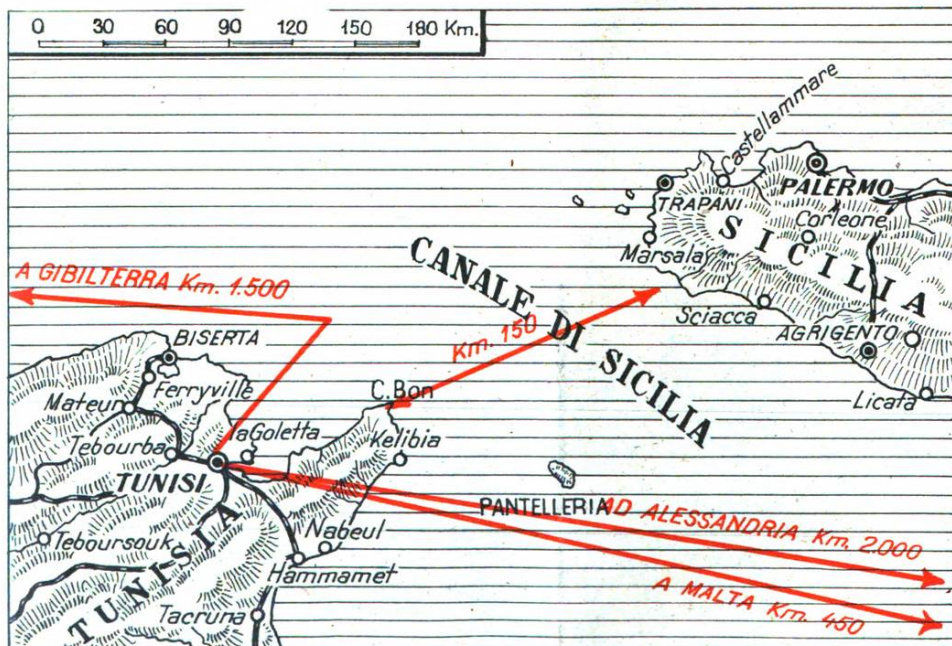 0 30 60 90 120 150 180 Km.
Castellammare
PALERMO
TRAPANI
Corleone
SICILIA
Marsala
CANALE DI SICILIA
A GIBILTERRA Km. 1.500
Sciacca
AGRIGENTO
Km. 150
BISERTA
Ferryville
C. Bon
Licata
Mateur
La Goletta
Kelibia
Tebourba
TUNISI
PANTELLERIA
AD ALESSANDRIA Km. 2.000
Nabeul
Teboursouk
TUNISIA
Hammamet
A MALTA Km. 450
Tacruna